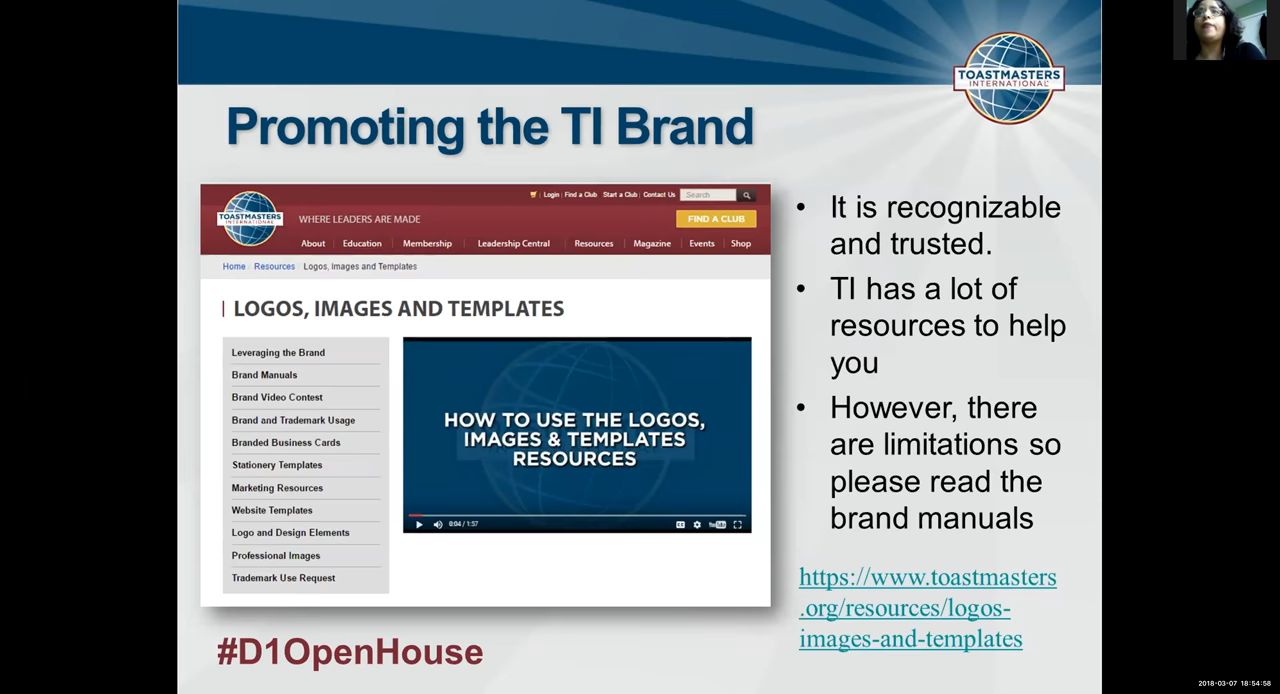 TOASTMASTERS
INTERNATIONAL
Promoting the TI Brand
Login Find a Club Start a Club Contact Us Search
TOASTMASTERS
INTERNATIONAL
WHERE LEADERS ARE MADE
FIND A CLUB
About Education Membership Leadership Central Resources Magazine Events Shop
Home Resources Logos, Images and Templates
LOGOS, IMAGES AND TEMPLATES
Leveraging the Brand
Brand Manuals
Brand Video Contest
Brand and Trademark Usage
Branded Business Cards
Stationery Templates
Marketing Resources
Website Templates
Logo and Design Elements
Professional Images
Trademark Use Request
HOW TO USE THE LOGOS,
IMAGES & TEMPLATES
RESOURCES
0:04 / 1:57
CC
YouTube
• It is recognizable
and trusted.
• TI has a lot of
resources to help
you
• However, there
are limitations so
please read the
brand manuals
https://www.toastmasters
.org/resources/logos-
images-and-templates
#D1OpenHouse
2018-03-07 18:54:58